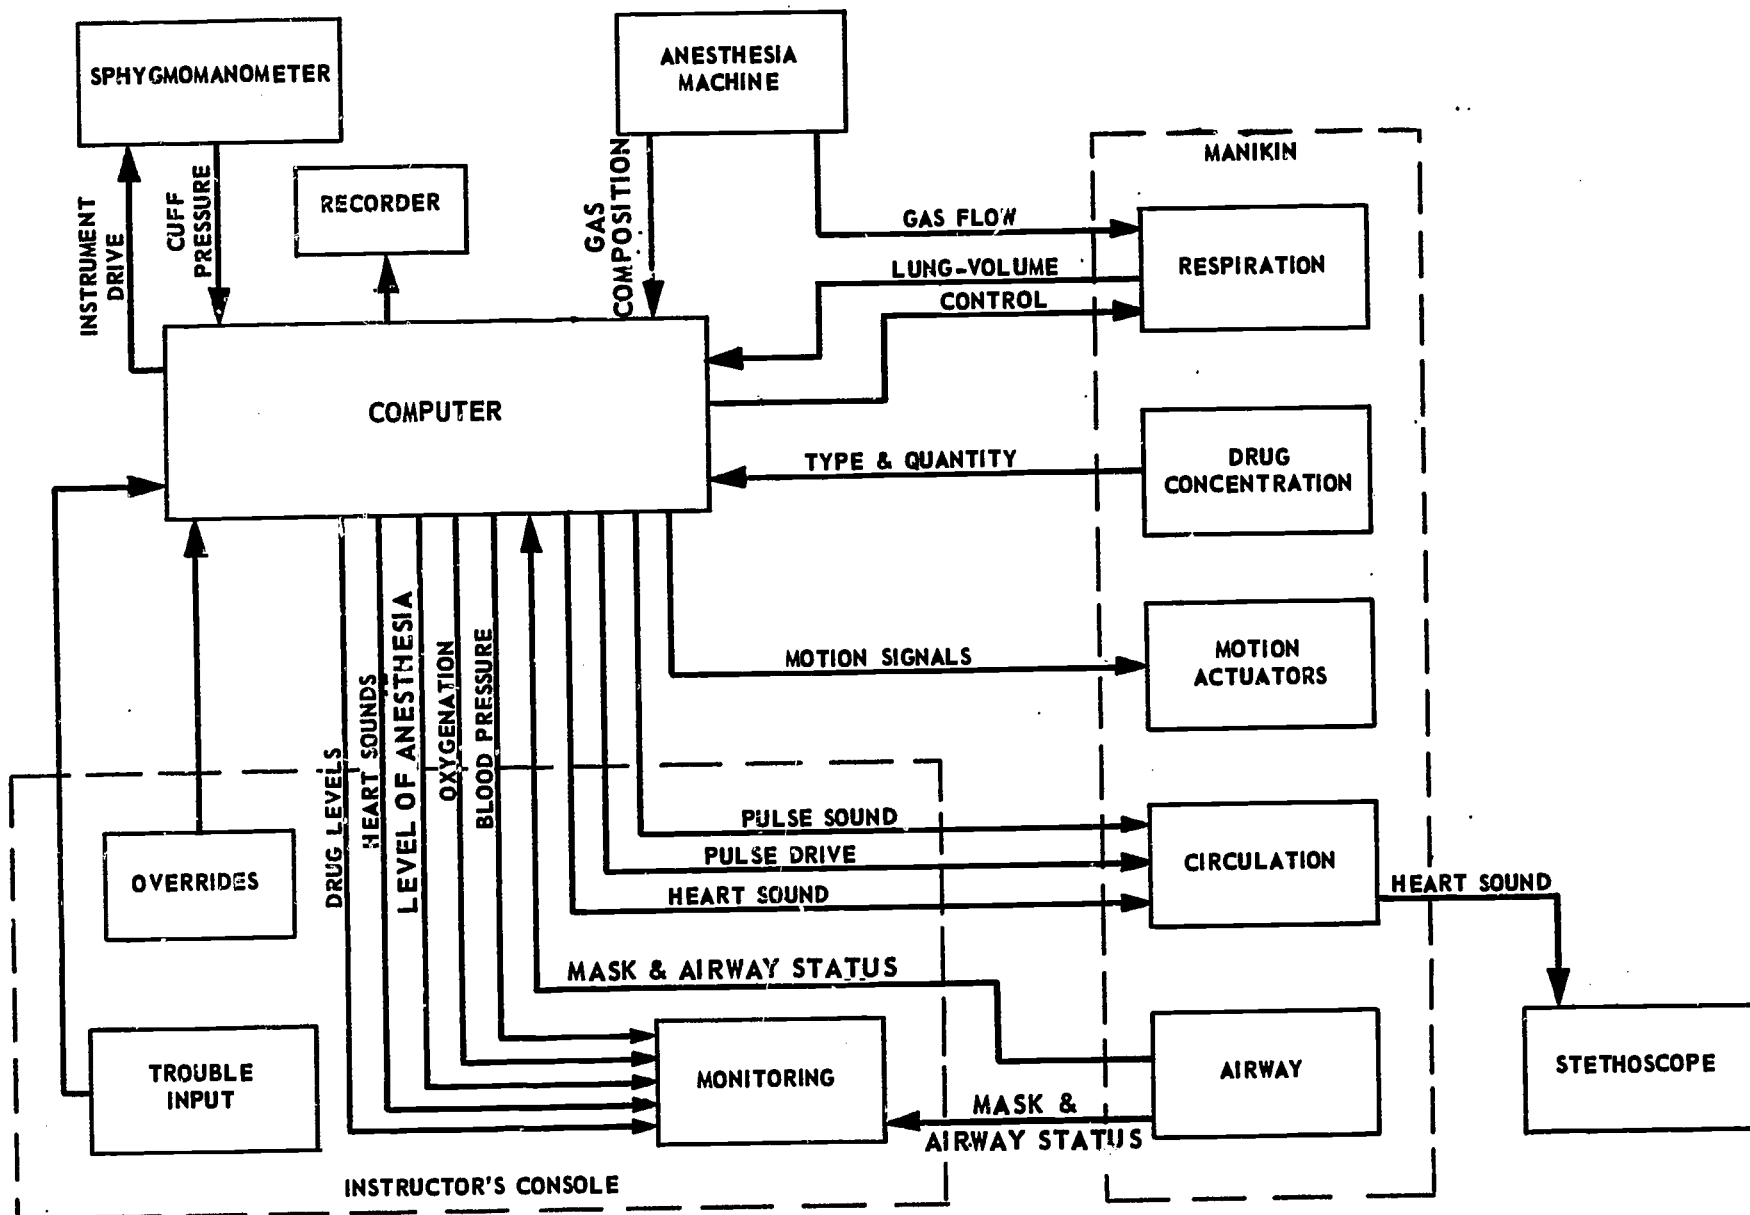 SPHYGMOMANOMETER
ANESTHESIA
MACHINE
MANIKIN
RECORDER
INSTRUMENT
DRIVE
CUFF
PRESSURE
GAS
COMPOSITION
GAS FLOW
LUNG-VOLUME
CONTROL
RESPIRATION
COMPUTER
TYPE & QUANTITY
DRUG
CONCENTRATION
MOTION SIGNALS
MOTION
ACTUATORS
DRUG LEVELS
HEART SOUNDS
LEVEL OF ANESTHESIA
OXYGENATION
BLOOD PRESSURE
PULSE SOUND
PULSE DRIVE
HEART SOUND
CIRCULATION
HEART SOUND
OVERRIDES
MASK & AIRWAY STATUS
TROUBLE
INPUT
MONITORING
AIRWAY
MASK &
AIRWAY STATUS
STETHOSCOPE
INSTRUCTOR'S CONSOLE